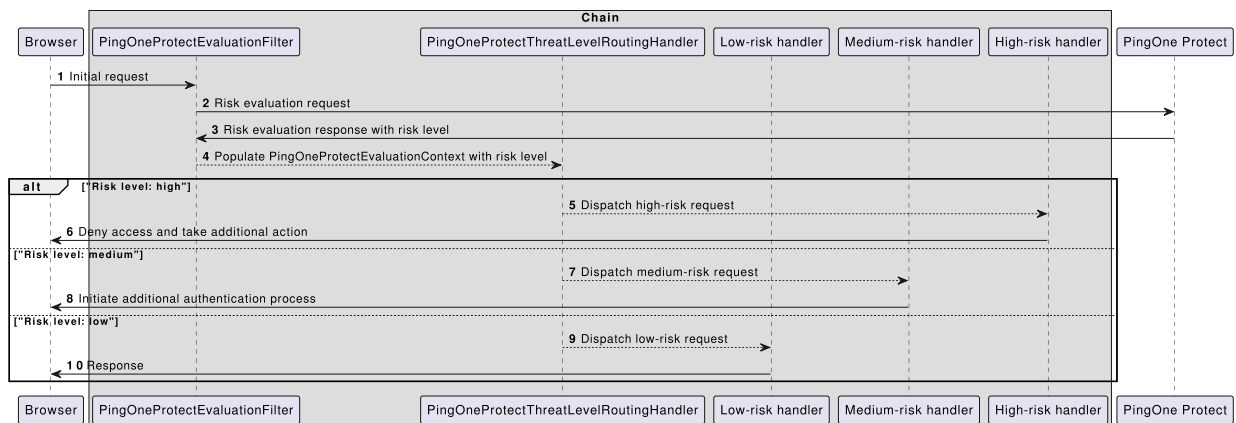 Chain
Browser
PingOneProtectEvaluationFilter
PingOneProtectThreatLevelRoutingHandler
Low-risk handler
Medium-risk handler
High-risk handler
PingOne Protect
1 Initial request
2 Risk evaluation request
3 Risk evaluation response with risk level
4 Populate PingOneProtectEvaluationContext with risk level
alt ["Risk level: high"]
5 Dispatch high-risk request
6 Deny access and take additional action
["Risk level: medium"]
7 Dispatch medium-risk request
8 Initiate additional authentication process
["Risk level: low"]
9 Dispatch low-risk request
10 Response
Browser
PingOneProtectEvaluationFilter
PingOneProtectThreatLevelRoutingHandler
Low-risk handler
Medium-risk handler
High-risk handler
PingOne Protect